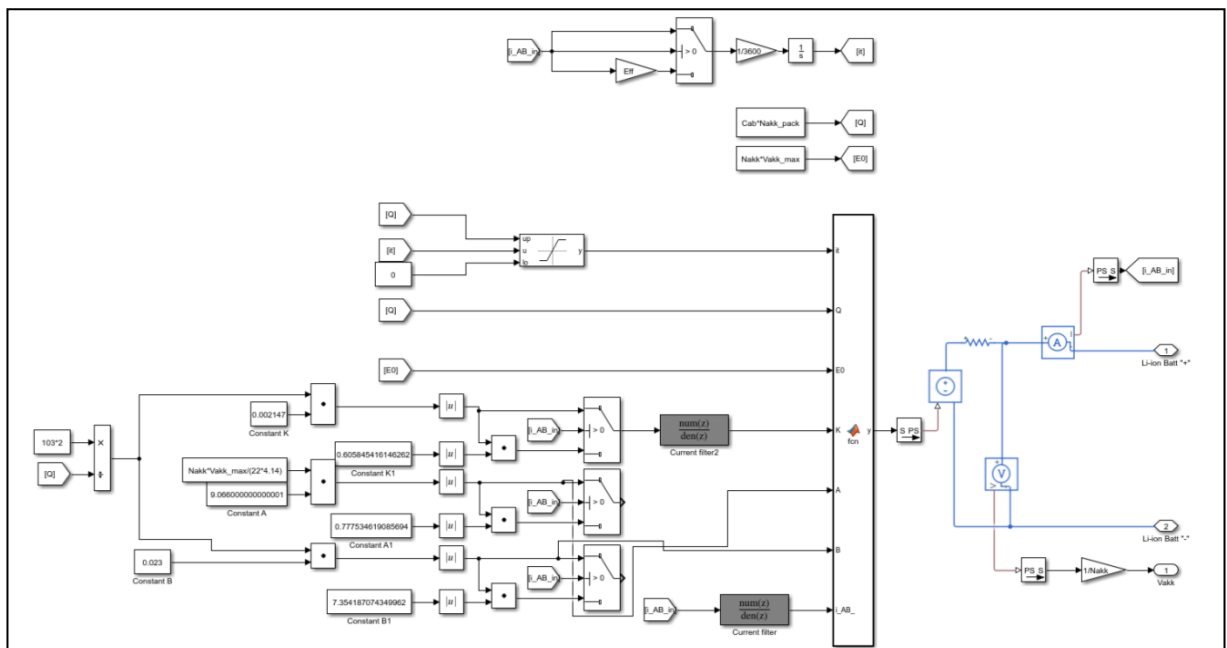 [i_AB_in]
> 0
Eff
1/3600
1
s
[it]
Cab*Nakk_pack
[Q]
Nakk*Vakk_max
[E0]
[Q]
[it]
0
up
u
lo
y
it
[Q]
Q
[E0]
E0
103*2
[Q]
×
÷
0.002147
Constant K
|u|
0.605845416146262
Constant K1
|u|
[i_AB_in]
> 0
num(z)
den(z)
Current filter2
K
fcn
y
Nakk*Vakk_max/(22*4.14)
9.066000000000001
Constant A
|u|
0.777534619085694
Constant A1
|u|
[i_AB_in]
> 0
A
0.023
Constant B
|u|
7.354187074349962
Constant B1
|u|
[i_AB_in]
> 0
B
[i_AB_in]
num(z)
den(z)
Current filter
i_AB_
S PS
PS S
[i_AB_in]
A
1
Li-ion Batt "+"
V
2
Li-ion Batt "-"
PS S
1/Nakk
1
Vakk